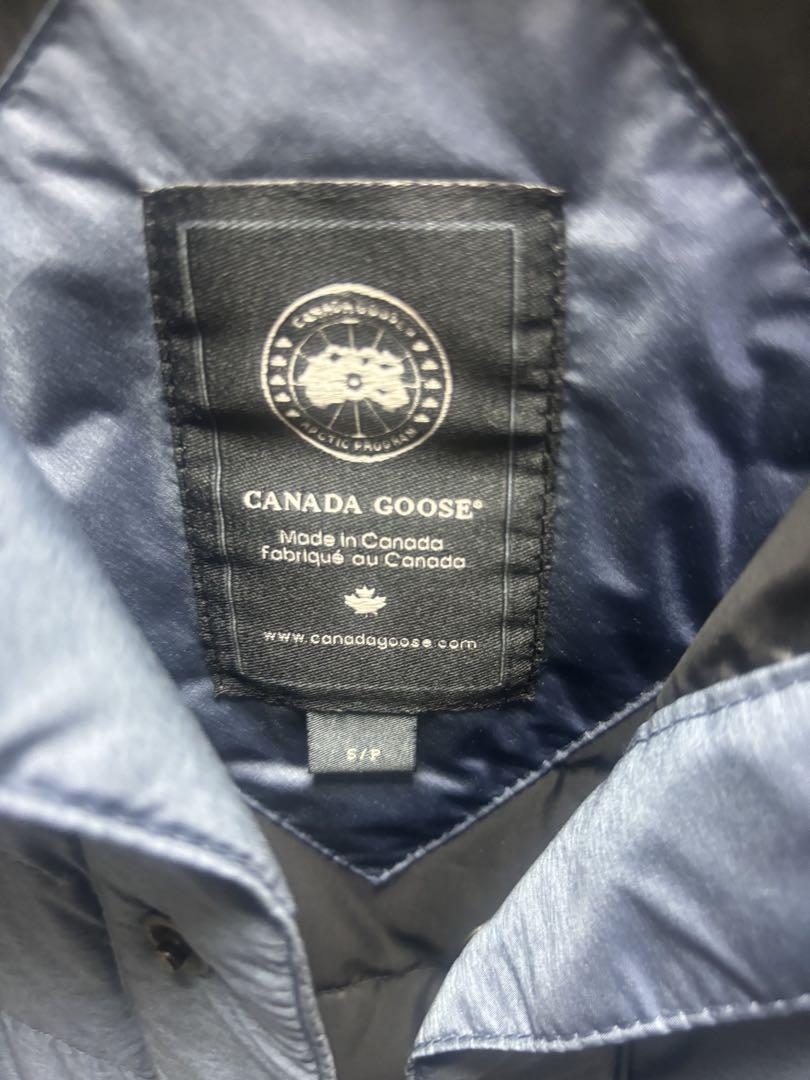 CANADA GOOSE
ARCTIC PROGRAM
CANADA GOOSE®
Made in Canada
Fabriqué au Canada
www.canadagoose.com
S/P